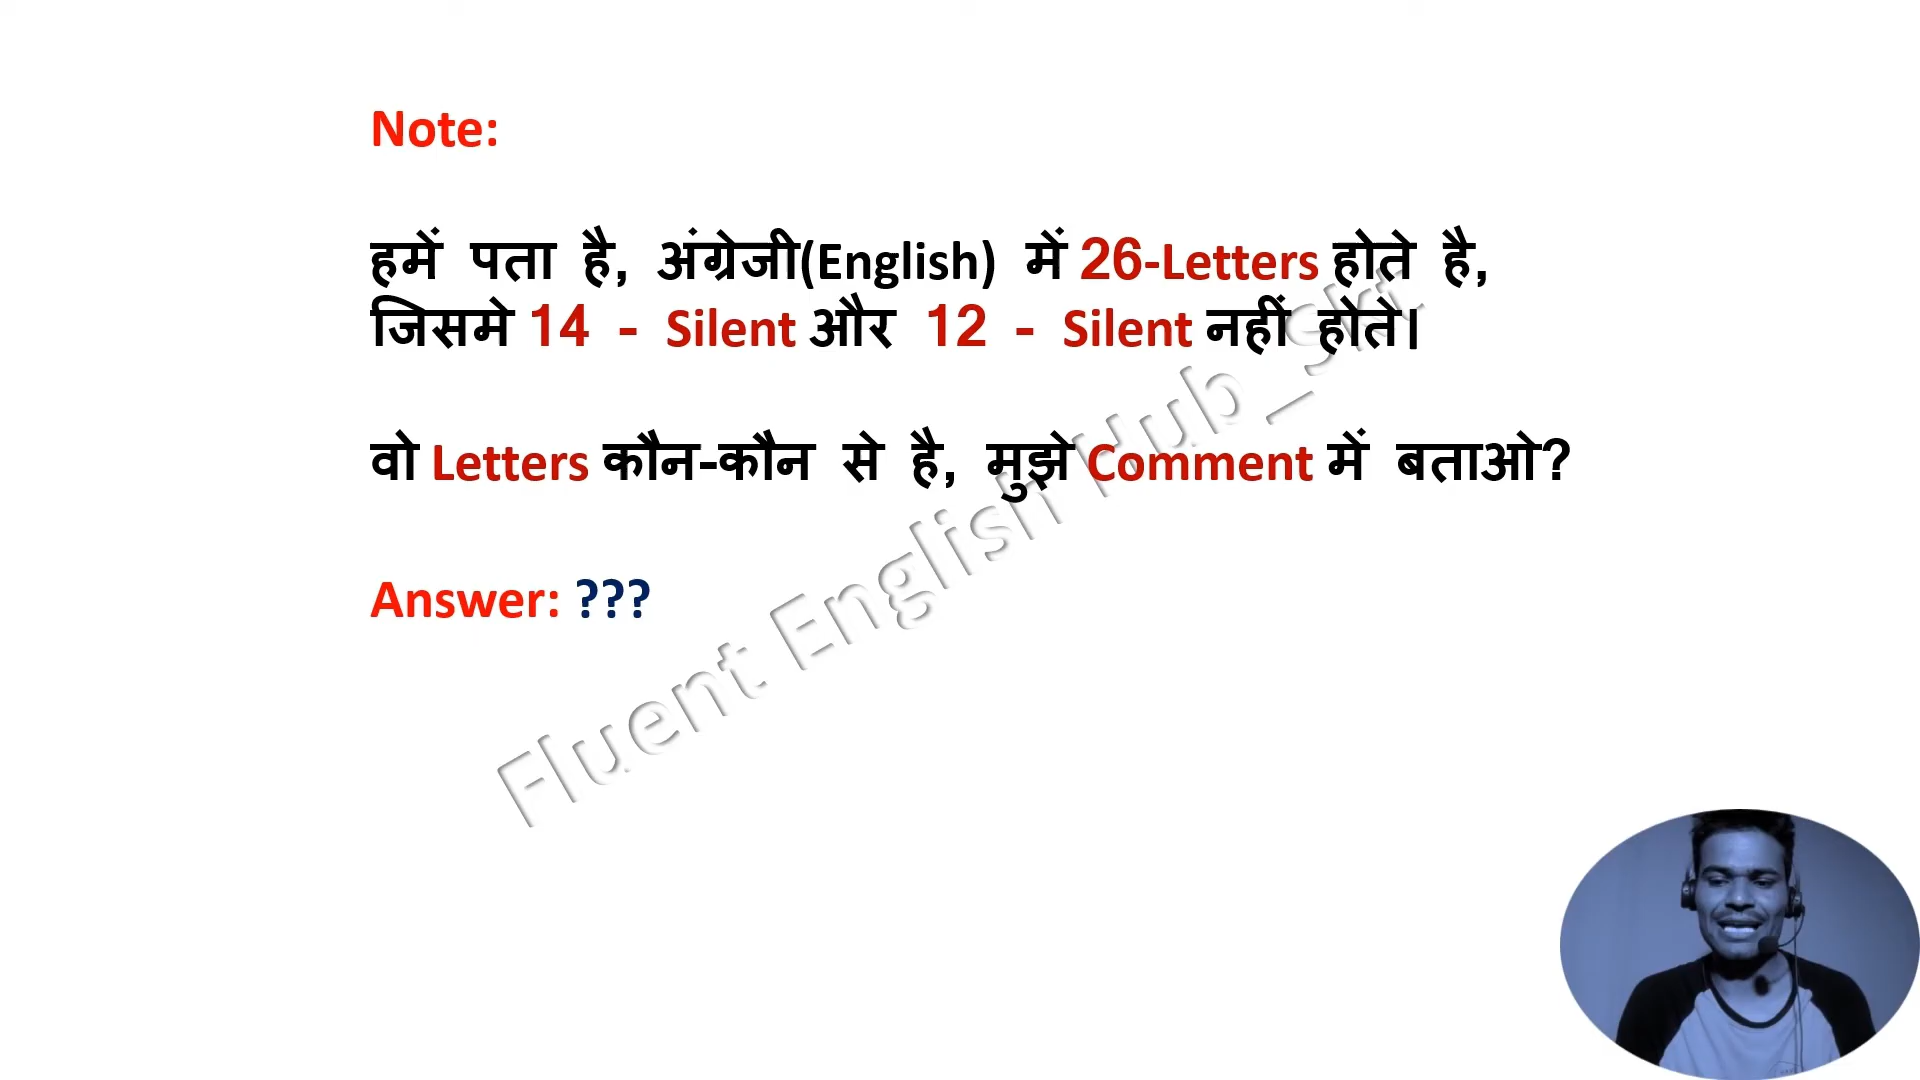 Note:
हमें पता है, अंग्रेजी(English) में 26-Letters होते है,
जिसमे 14 - Silent और 12 - Silent नहीं होते।
वो Letters कौन-कौन से है, मुझे Comment में बताओ?
Answer: ???
Fluent English Hub_Srt